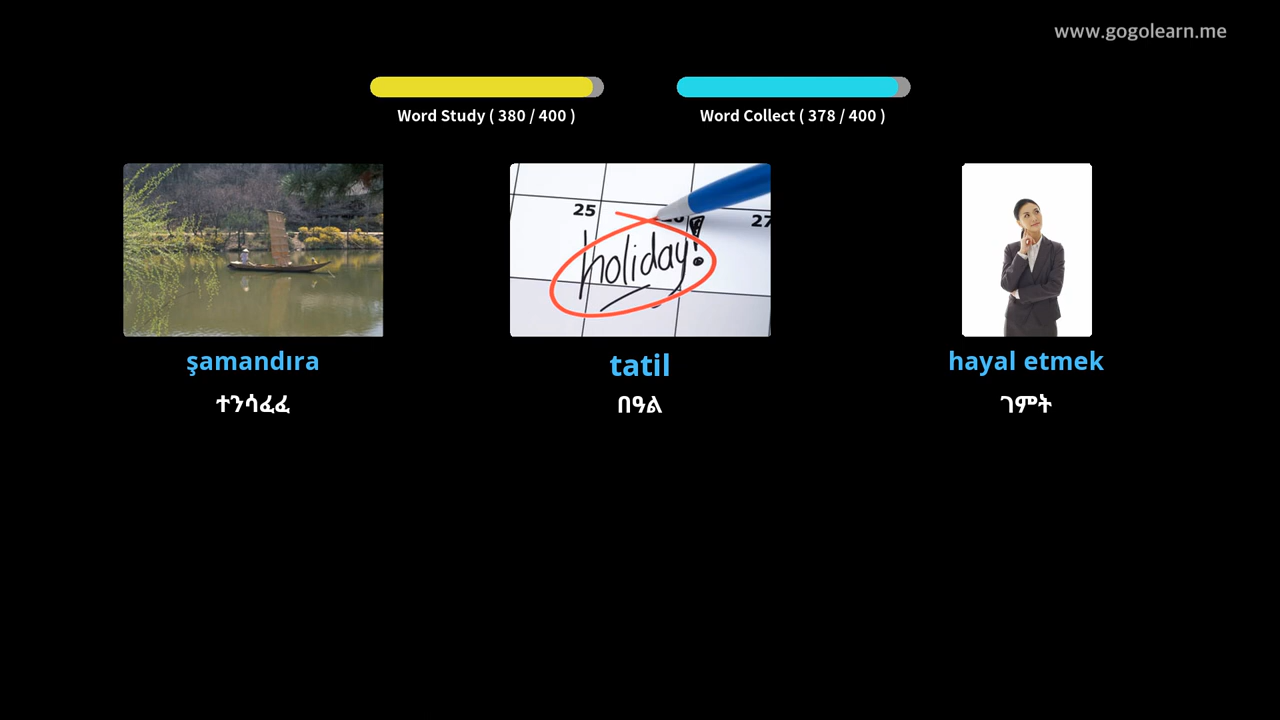 www.gogolearn.me
Word Study ( 380 / 400 )
Word Collect ( 378 / 400 )
25
27
holiday!
şamandıra
tatil
hayal etmek
ተንሳፈፈ
በዓል
ገምት